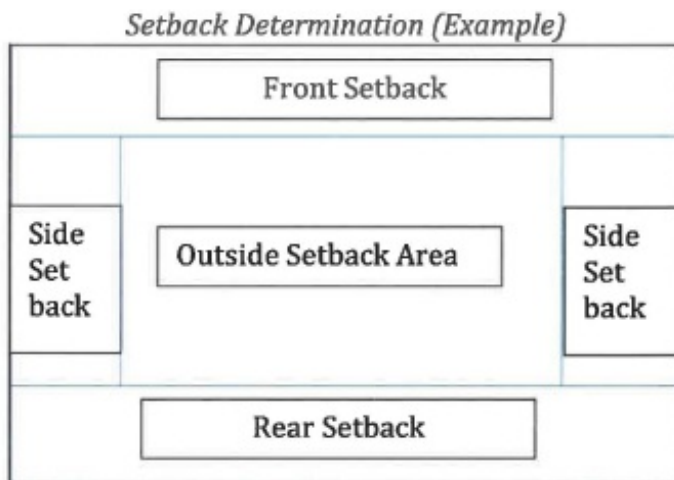 Setback Determination (Example)
Front Setback
Side
Set
back
Outside Setback Area
Side
Set
back
Rear Setback